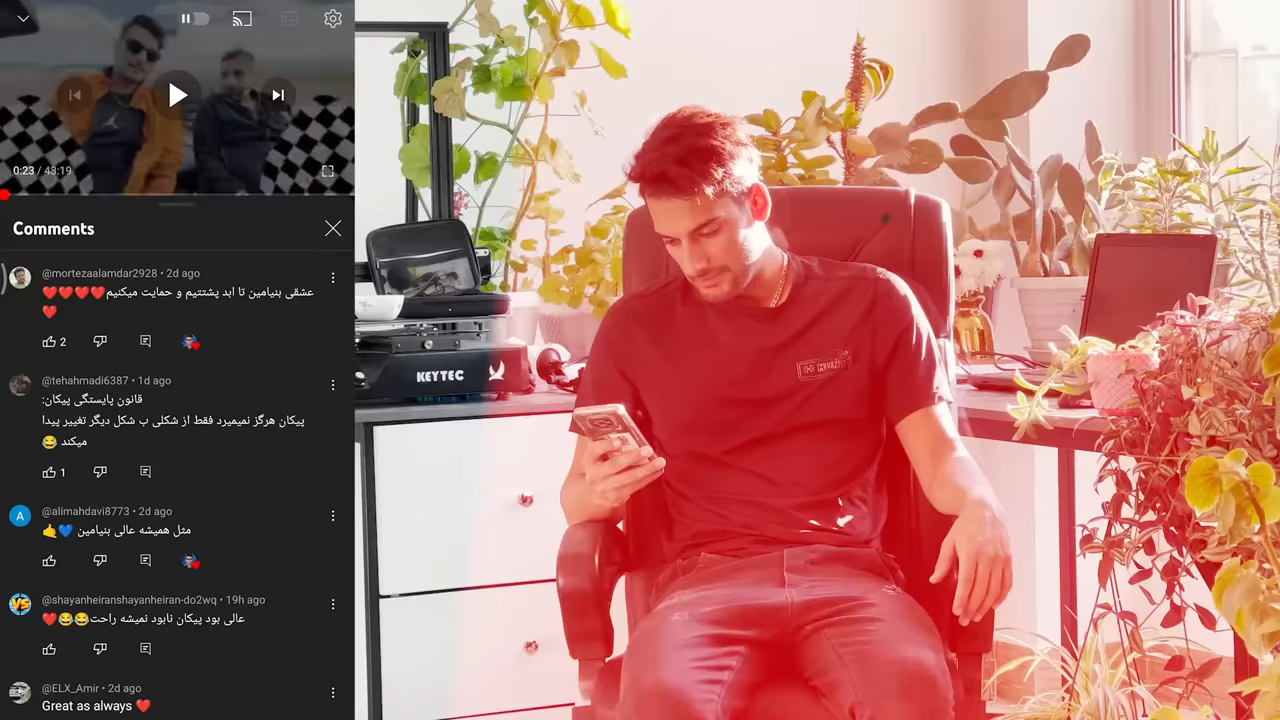 0:23 / 43:19
Comments
@mortezaalamdar2928 • 2d ago
عشقی بنیامین تا ابد پشتتیم و حمایت میکنیم❤️❤️❤️❤️
❤️
2
@tehahmadi6387 • 1d ago
قانون پایستگی پیکان:
پیکان هرگز نمیمیرد فقط از شکلی ب شکل دیگر تغییر پیدا
میکند 😂
1
A
@alimahdavi8773 • 2d ago
مثل همیشه عالی بنیامین 💙🤙
VS
@shayanheiranshayanheiran-do2wq • 19h ago
عالی بود پیکان نابود نمیشه راحت😂😂❤️
@ELX_Amir • 2d ago
Great as always ❤️
KEYTEC